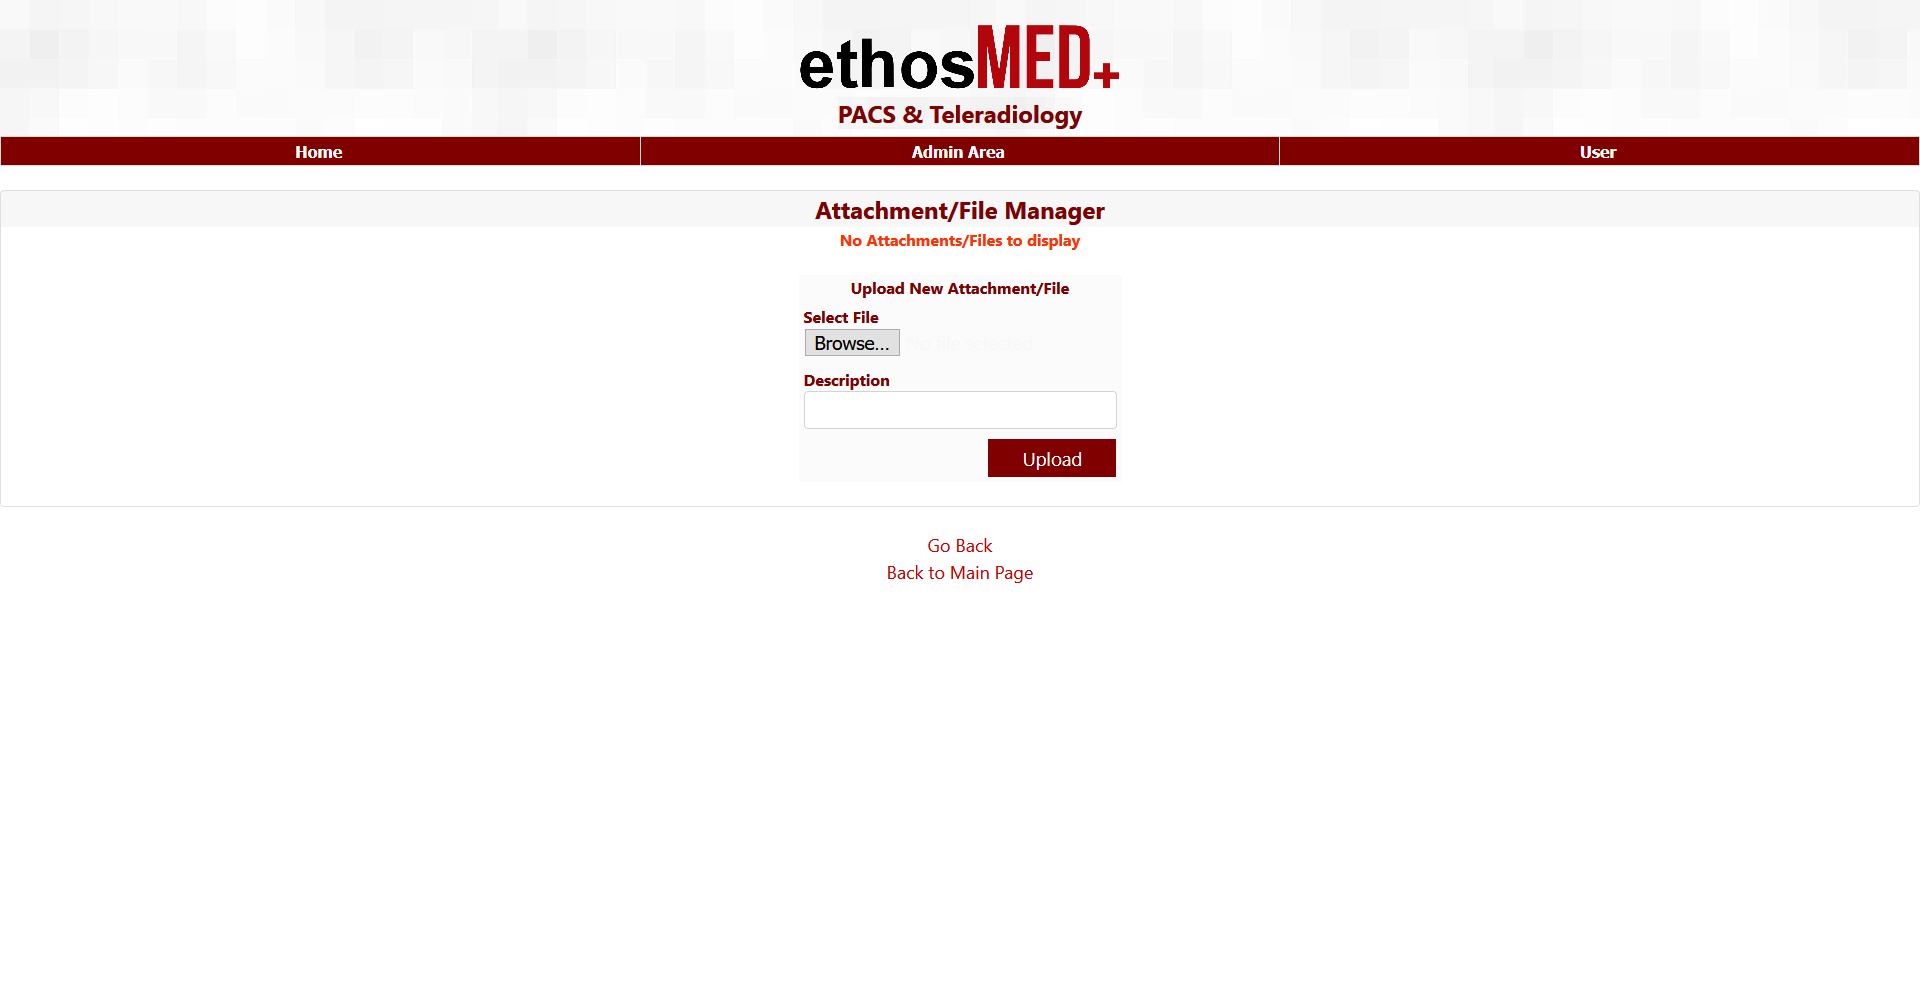 ethosMED+
PACS & Teleradiology
Home Admin Area User
Attachment/File Manager
No Attachments/Files to display
Upload New Attachment/File
Select File
Browse... No file selected.
Description
Upload
Go Back
Back to Main Page